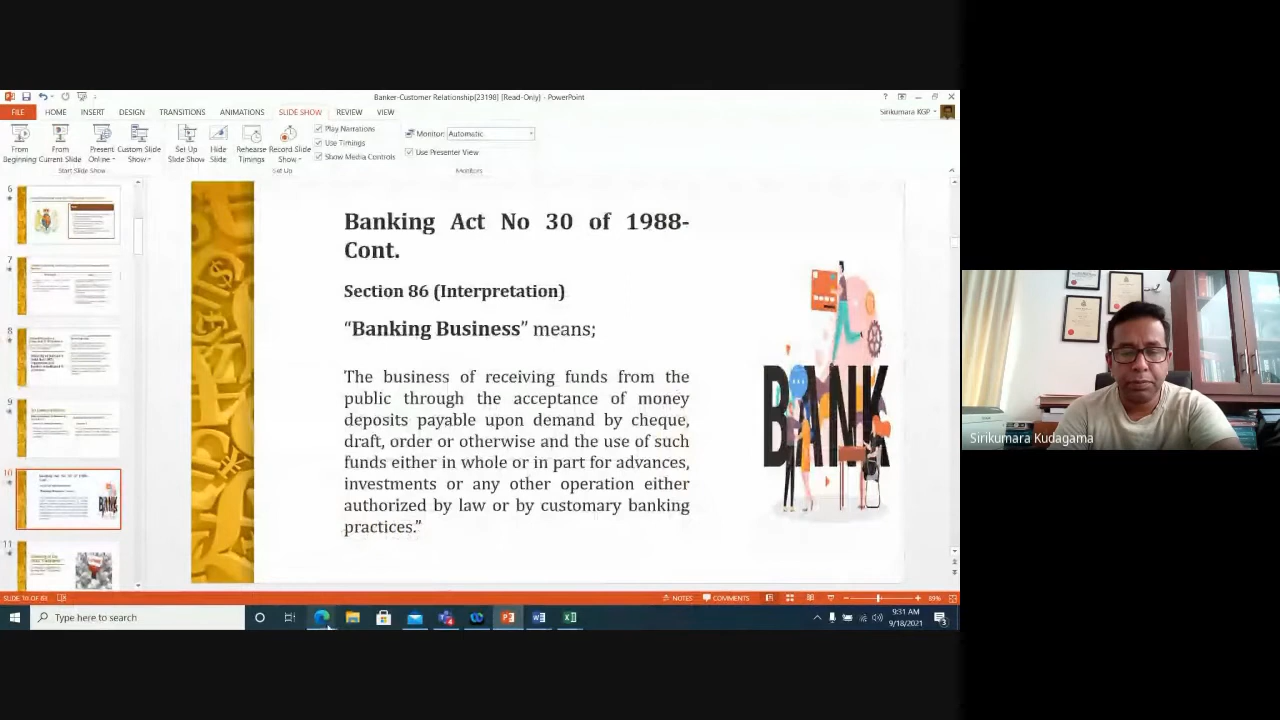 Banker-Customer Relationship[23198] [Read-Only] - PowerPoint
FILE HOME INSERT DESIGN TRANSITIONS ANIMATIONS SLIDE SHOW REVIEW VIEW
Sirikumara KGP
From Beginning
From Current Slide
Present Online
Custom Slide Show
Set Up Slide Show
Hide Slide
Rehearse Timings
Record Slide Show
Play Narrations
Use Timings
Show Media Controls
Monitor: Automatic
Use Presenter View
Start Slide Show
Set Up
Monitors
6
7
8
9
10
11
Banking Act No 30 of 1988-
Cont.
Section 86 (Interpretation)
“Banking Business” means;
The business of receiving funds from the
public through the acceptance of money
deposits payable upon demand by cheque,
draft, order or otherwise and the use of such
funds either in whole or in part for advances,
investments or any other operation either
authorized by law or by customary banking
practices.”
BANK
Sirikumara Kudagama
NOTES COMMENTS
89%
Type here to search
9:31 AM
9/18/2021